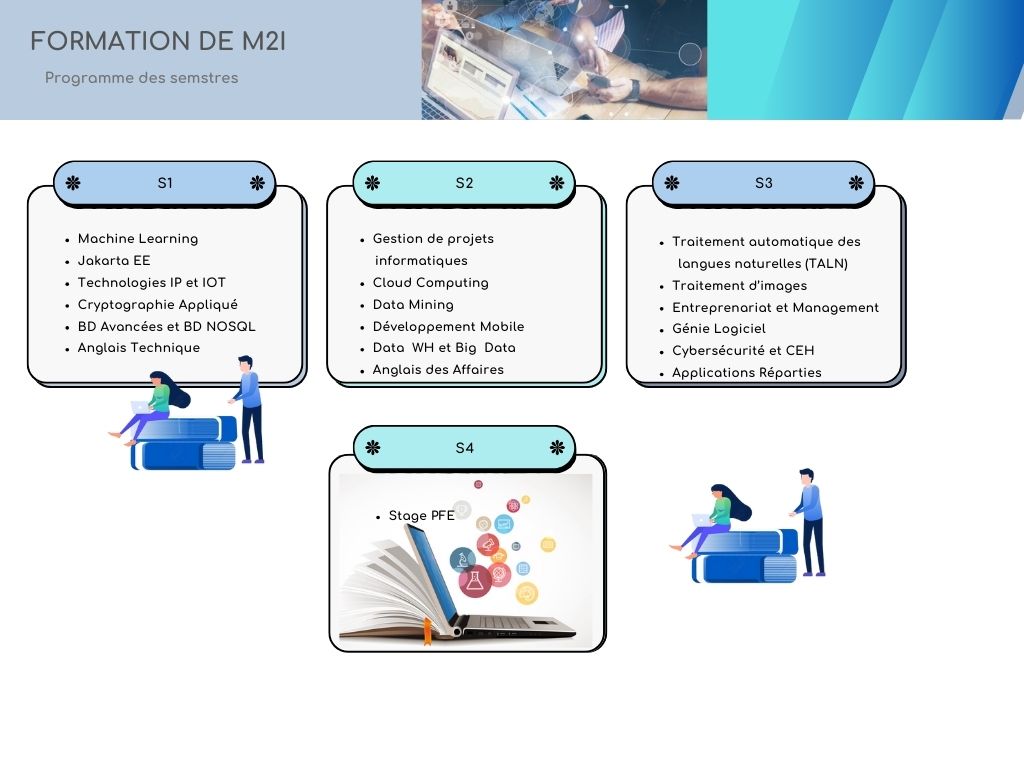 FORMATION DE M2I
Programme des semstres
S1
Machine Learning
Jakarta EE
Technologies IP et IOT
Cryptographie Appliqué
BD Avancées et BD NOSQL
Anglais Technique
S2
Gestion de projets
informatiques
Cloud Computing
Data Mining
Développement Mobile
Data WH et Big Data
Anglais des Affaires
S3
Traitement automatique des
langues naturelles (TALN)
Traitement d'images
Entreprenariat et Management
Génie Logiciel
Cybersécurité et CEH
Applications Réparties
S4
Stage PFE